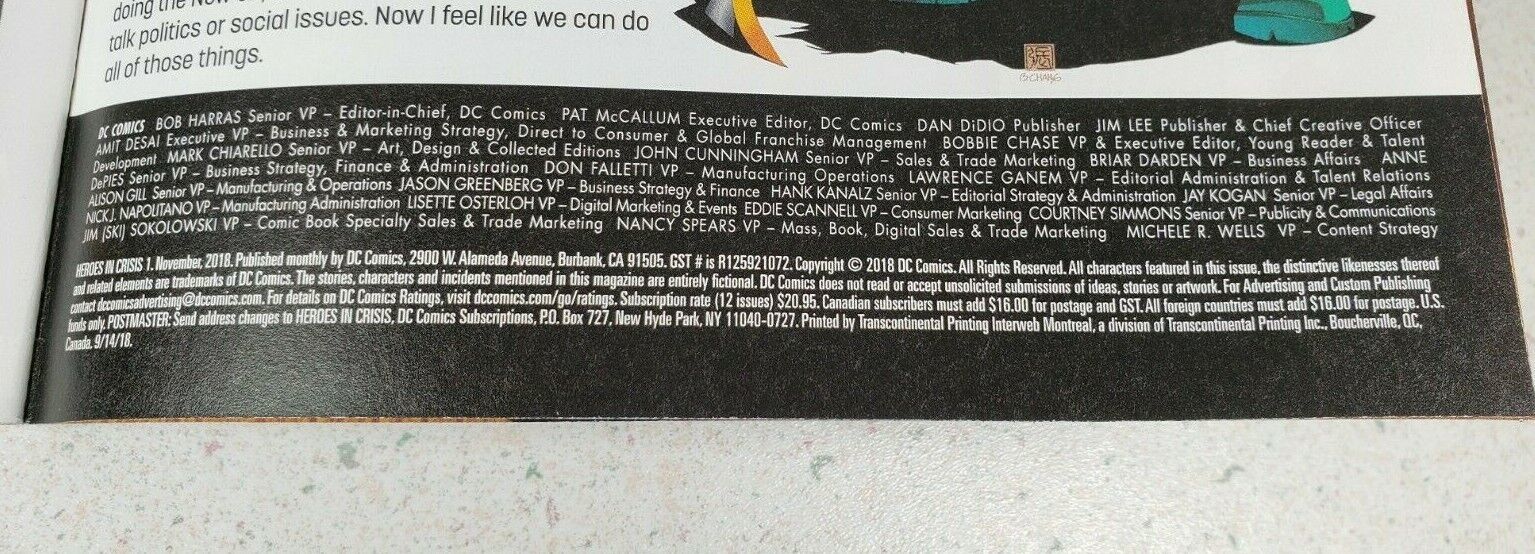 doing the
talk politics or social issues. Now I feel like we can do
all of those things.
B CHANG
DC COMICS BOB HARRAS Senior VP – Editor-in-Chief, DC Comics PAT McCALLUM Executive Editor, DC Comics DAN DiDIO Publisher JIM LEE Publisher & Chief Creative Officer
AMIT DESAI Executive VP – Business & Marketing Strategy, Direct to Consumer & Global Franchise Management BOBBIE CHASE VP & Executive Editor, Young Reader & Talent
Development MARK CHIARELLO Senior VP – Art, Design & Collected Editions JOHN CUNNINGHAM Senior VP – Sales & Trade Marketing BRIAR DARDEN VP – Business Affairs ANNE
DePIES Senior VP – Business Strategy, Finance & Administration DON FALLETTI VP – Manufacturing Operations LAWRENCE GANEM VP – Editorial Administration & Talent Relations
ALISON GILL Senior VP – Manufacturing & Operations JASON GREENBERG VP – Business Strategy & Finance HANK KANALZ Senior VP – Editorial Strategy & Administration JAY KOGAN Senior VP – Legal Affairs
NICK J. NAPOLITANO VP – Manufacturing Administration LISETTE OSTERLOH VP – Digital Marketing & Events EDDIE SCANNELL VP – Consumer Marketing COURTNEY SIMMONS Senior VP – Publicity & Communications
JIM (SKI) SOKOLOWSKI VP – Comic Book Specialty Sales & Trade Marketing NANCY SPEARS VP – Mass, Book, Digital Sales & Trade Marketing MICHELE R. WELLS VP – Content Strategy
HEROES IN CRISIS 1. November, 2018. Published monthly by DC Comics, 2900 W. Alameda Avenue, Burbank, CA 91505. GST # is R125921072. Copyright © 2018 DC Comics. All Rights Reserved. All characters featured in this issue, the distinctive likenesses thereof
and related elements are trademarks of DC Comics. The stories, characters and incidents mentioned in this magazine are entirely fictional. DC Comics does not read or accept unsolicited submissions of ideas, stories or artwork. For Advertising and Custom Publishing
contact dccomicsadvertising@dccomics.com. For details on DC Comics Ratings, visit dccomics.com/go/ratings. Subscription rate (12 issues) $20.95. Canadian subscribers must add $16.00 for postage and GST. All foreign countries must add $16.00 for postage. U.S.
funds only. POSTMASTER: Send address changes to HEROES IN CRISIS, DC Comics Subscriptions, P.O. Box 727, New Hyde Park, NY 11040-0727. Printed by Transcontinental Printing Interweb Montreal, a division of Transcontinental Printing Inc., Boucherville, QC,
Canada. 9/14/18.